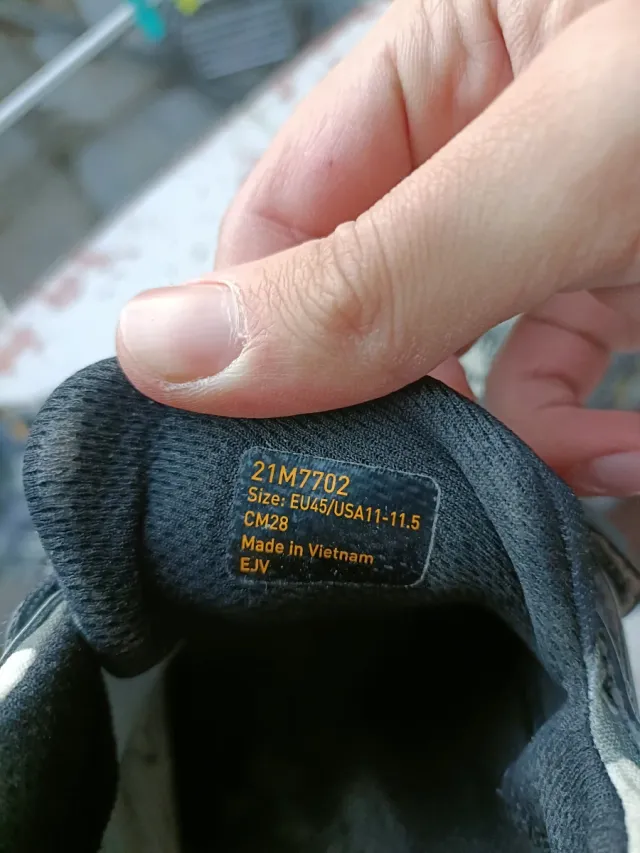 21M7702
Size: EU45/USA11-11.5
CM28
Made in Vietnam
EJV